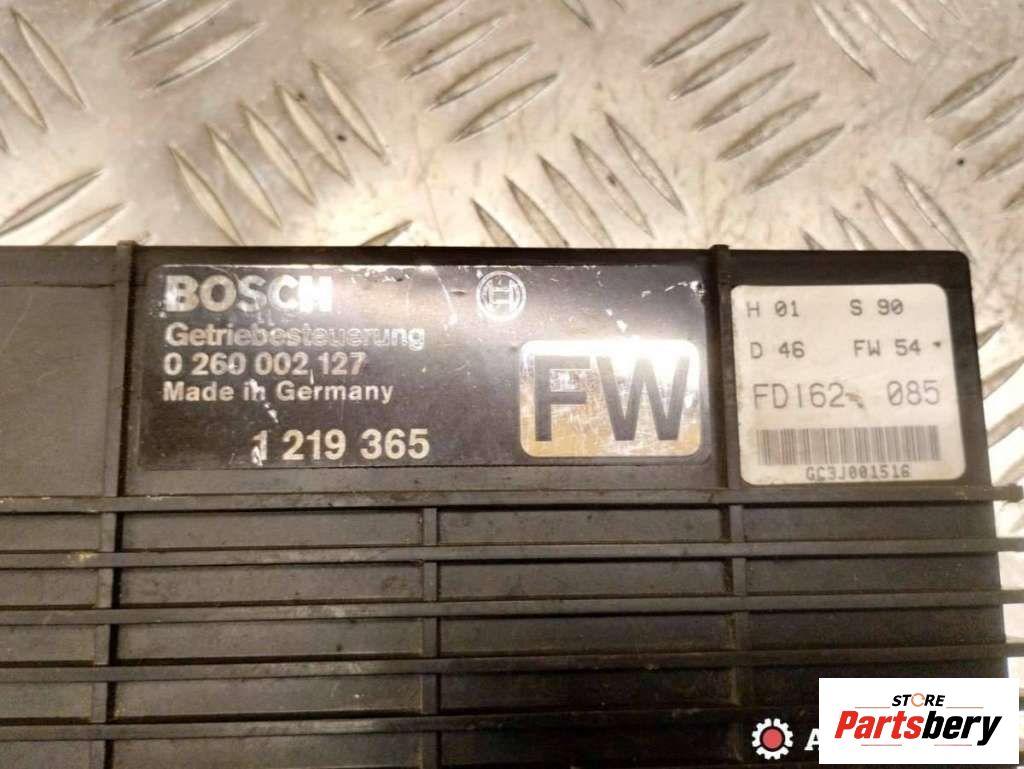 BOSCH
Getriebesteuerung
0 260 002 127
Made in Germany
1 219 365
FW
H 01 S 90
D 46 FW 54
FD162 085
GC3J001516
STORE
Partsbery